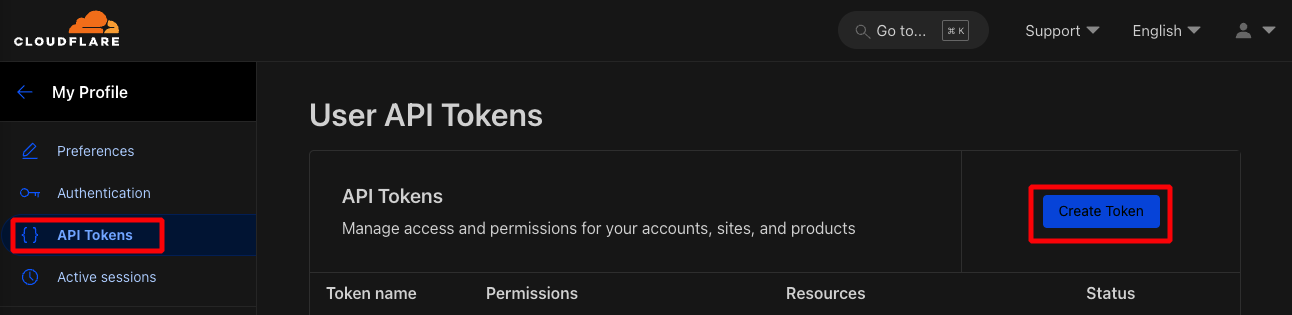 CLOUDFLARE
Go to... ⌘ K
Support
English
My Profile
Preferences
Authentication
API Tokens
Active sessions
User API Tokens
API Tokens
Manage access and permissions for your accounts, sites, and products
Create Token
Token name Permissions Resources Status